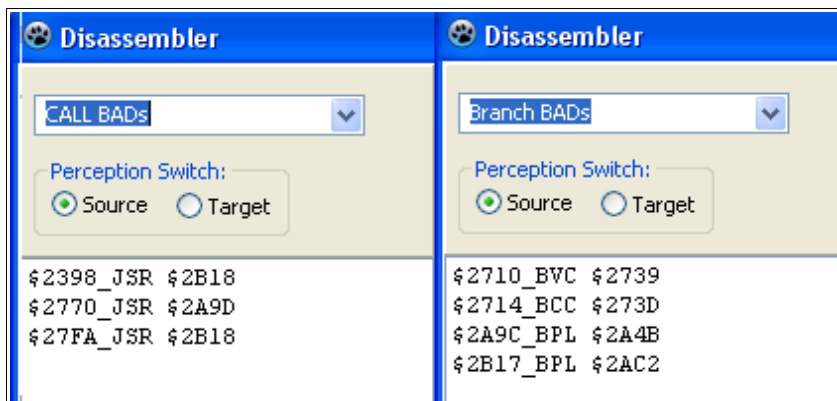 Disassembler
CALL BADs
Perception Switch:
Source Target
$2398_JSR $2B18
$2770_JSR $2A9D
$27FA_JSR $2B18
Disassembler
Branch BADs
Perception Switch:
Source Target
$2710_BVC $2739
$2714_BCC $273D
$2A9C_BPL $2A4B
$2B17_BPL $2AC2